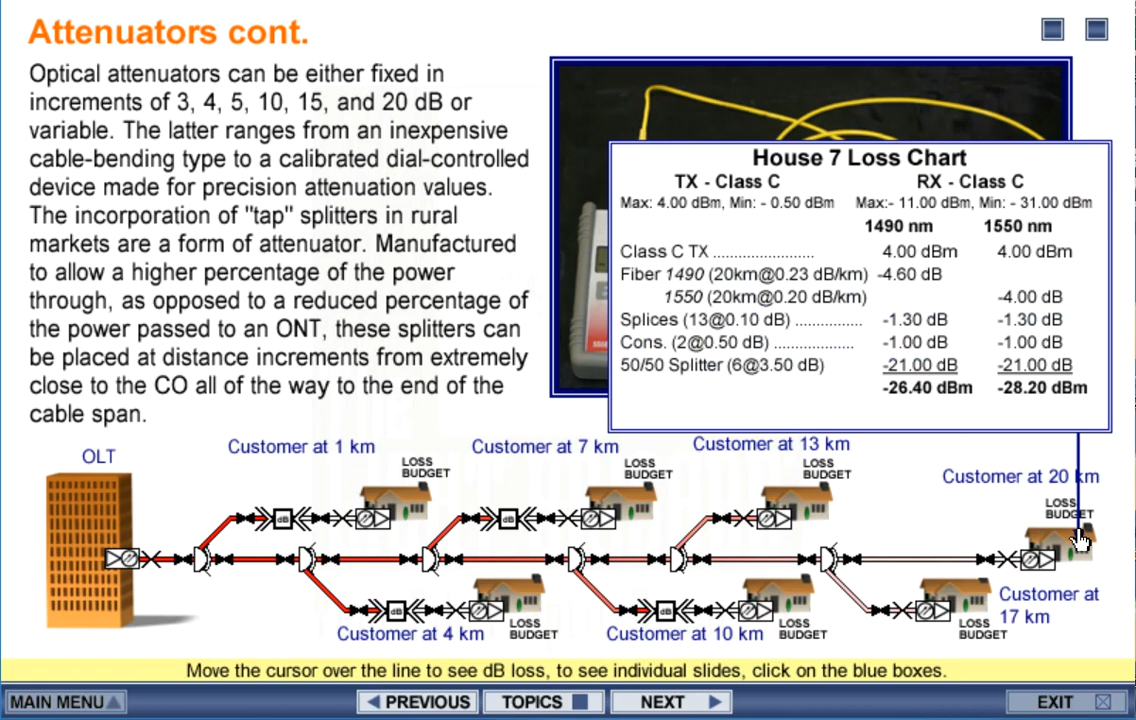 Attenuators cont.
Optical attenuators can be either fixed in
increments of 3, 4, 5, 10, 15, and 20 dB or
variable. The latter ranges from an inexpensive
cable-bending type to a calibrated dial-controlled
device made for precision attenuation values.
The incorporation of "tap" splitters in rural
markets are a form of attenuator. Manufactured
to allow a higher percentage of the power
through, as opposed to a reduced percentage of
the power passed to an ONT, these splitters can
be placed at distance increments from extremely
close to the CO all of the way to the end of the
cable span.
House 7 Loss Chart
TX - Class C RX - Class C
Max: 4.00 dBm, Min: - 0.50 dBm Max:- 11.00 dBm, Min: - 31.00 dBm
1490 nm 1550 nm
Class C TX ........................ 4.00 dBm 4.00 dBm
Fiber 1490 (20km@0.23 dB/km) -4.60 dB
1550 (20km@0.20 dB/km) -4.00 dB
Splices (13@0.10 dB) ................ -1.30 dB -1.30 dB
Cons. (2@0.50 dB) ................... -1.00 dB -1.00 dB
50/50 Splitter (6@3.50 dB) -21.00 dB -21.00 dB
-26.40 dBm -28.20 dBm
OLT
Customer at 1 km
LOSS
BUDGET
Customer at 7 km
LOSS
BUDGET
Customer at 13 km
LOSS
BUDGET
Customer at 20 km
LOSS
BUDGET
dB
dB
dB
dB
Customer at 4 km
LOSS
BUDGET
Customer at 10 km
LOSS
BUDGET
Customer at
17 km
LOSS
BUDGET
Move the cursor over the line to see dB loss, to see individual slides, click on the blue boxes.
MAIN MENU PREVIOUS TOPICS NEXT EXIT